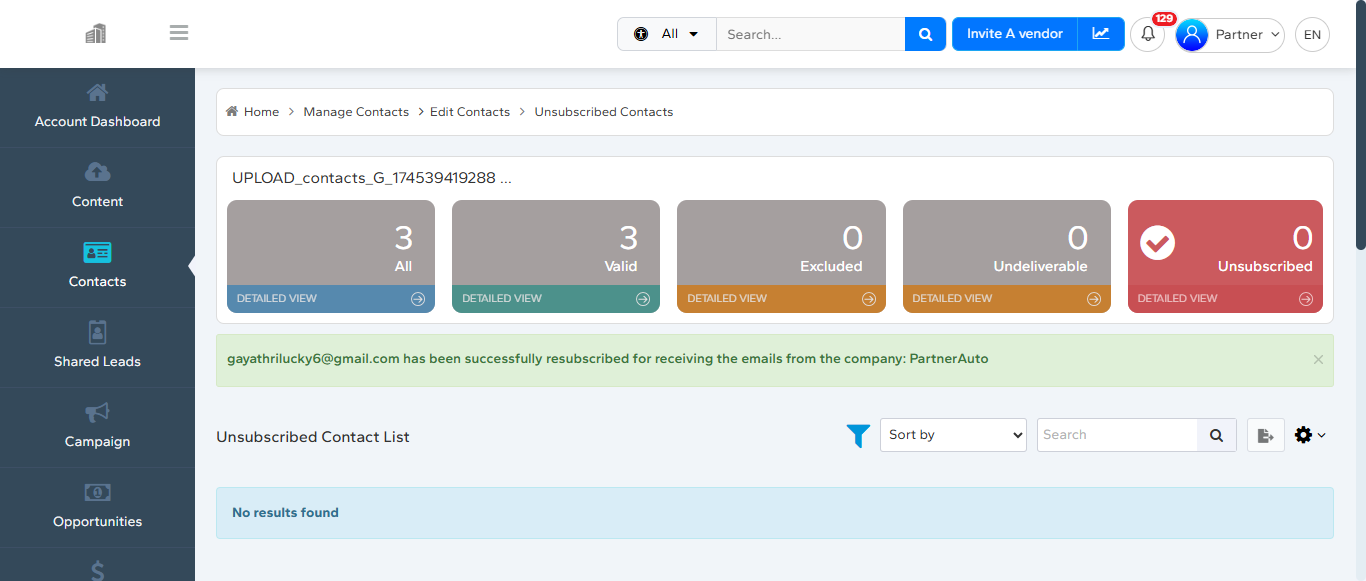 All
Search...
Invite A vendor
129
Partner
EN
Account Dashboard
Content
Contacts
Shared Leads
Campaign
Opportunities
Home > Manage Contacts > Edit Contacts > Unsubscribed Contacts
UPLOAD_contacts_G_174539419288 ...
3
All
DETAILED VIEW
3
Valid
DETAILED VIEW
0
Excluded
DETAILED VIEW
0
Undeliverable
DETAILED VIEW
0
Unsubscribed
DETAILED VIEW
gayathrilucky6@gmail.com has been successfully resubscribed for receiving the emails from the company: PartnerAuto
×
Unsubscribed Contact List
Sort by
Search
No results found